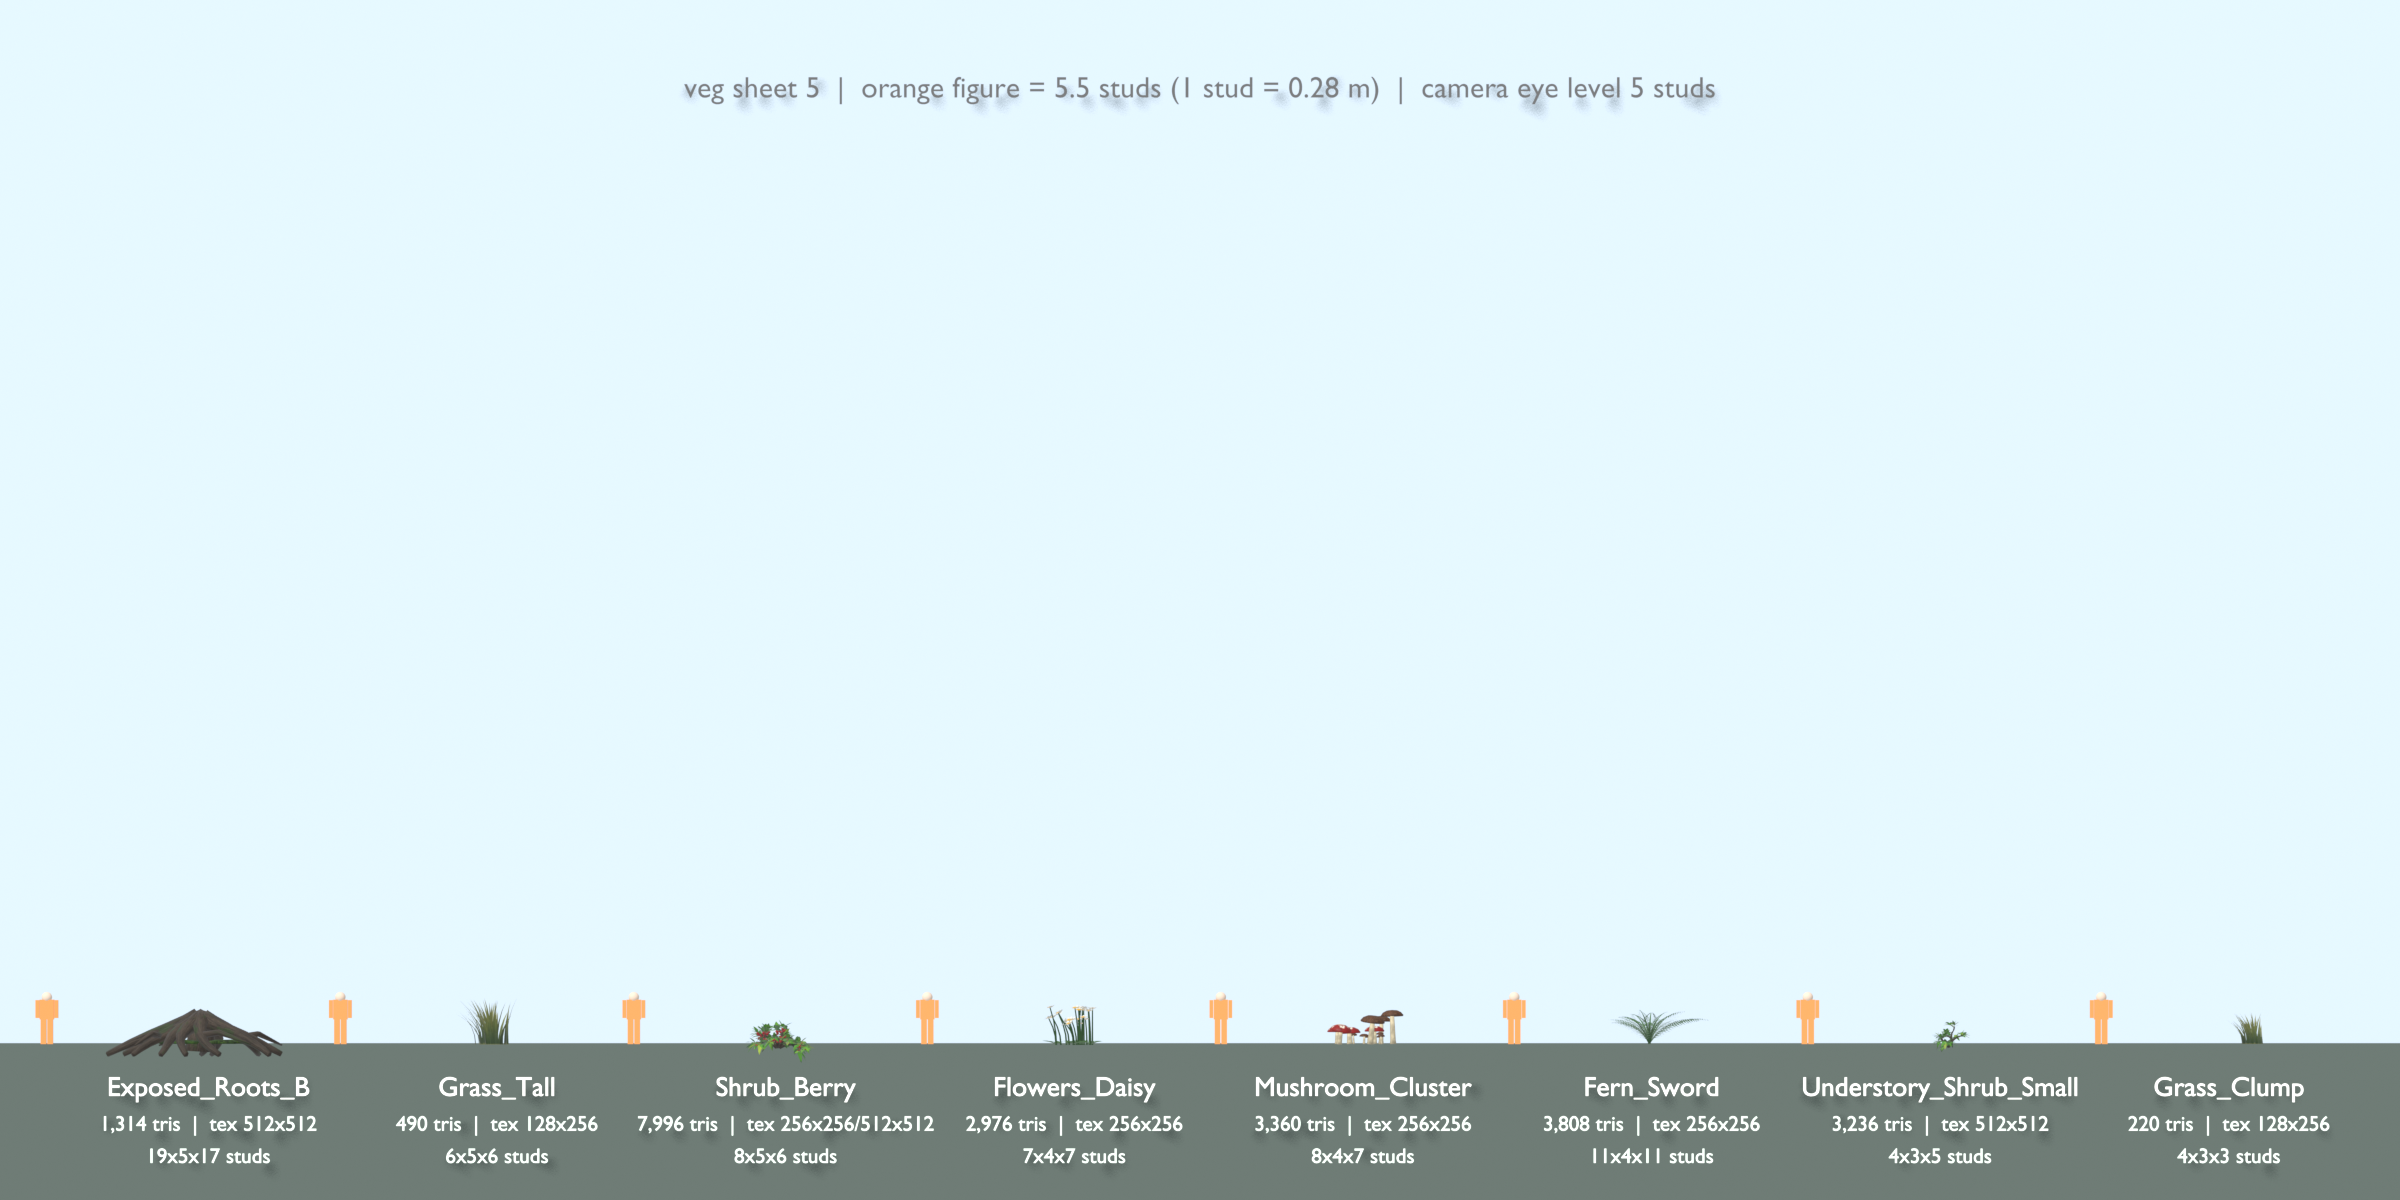 veg sheet 5 | orange figure = 5.5 studs (1 stud = 0.28 m) | camera eye level 5 studs
Exposed_Roots_B
1,314 tris | tex 512x512
19x5x17 studs
Grass_Tall
490 tris | tex 128x256
6x5x6 studs
Shrub_Berry
7,996 tris | tex 256x256/512x512
8x5x6 studs
Flowers_Daisy
2,976 tris | tex 256x256
7x4x7 studs
Mushroom_Cluster
3,360 tris | tex 256x256
8x4x7 studs
Fern_Sword
3,808 tris | tex 256x256
11x4x11 studs
Understory_Shrub_Small
3,236 tris | tex 512x512
4x3x5 studs
Grass_Clump
220 tris | tex 128x256
4x3x3 studs